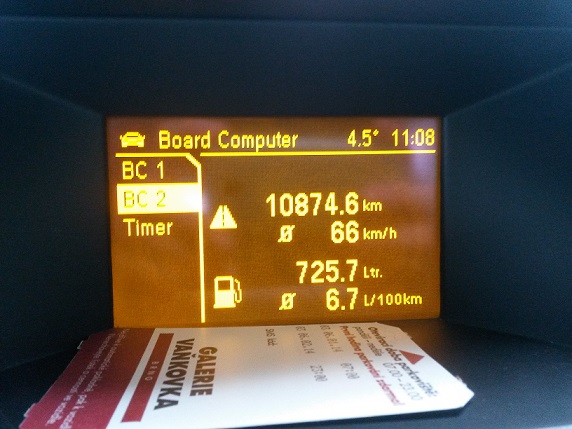 Board Computer 4.5° 11:08
BC 1
BC 2
Timer
10874.6 km
Ø 66 km/h
725.7 Ltr.
Ø 6.7 L/100km
GALERIE
VAŇKOVKA
BRNO